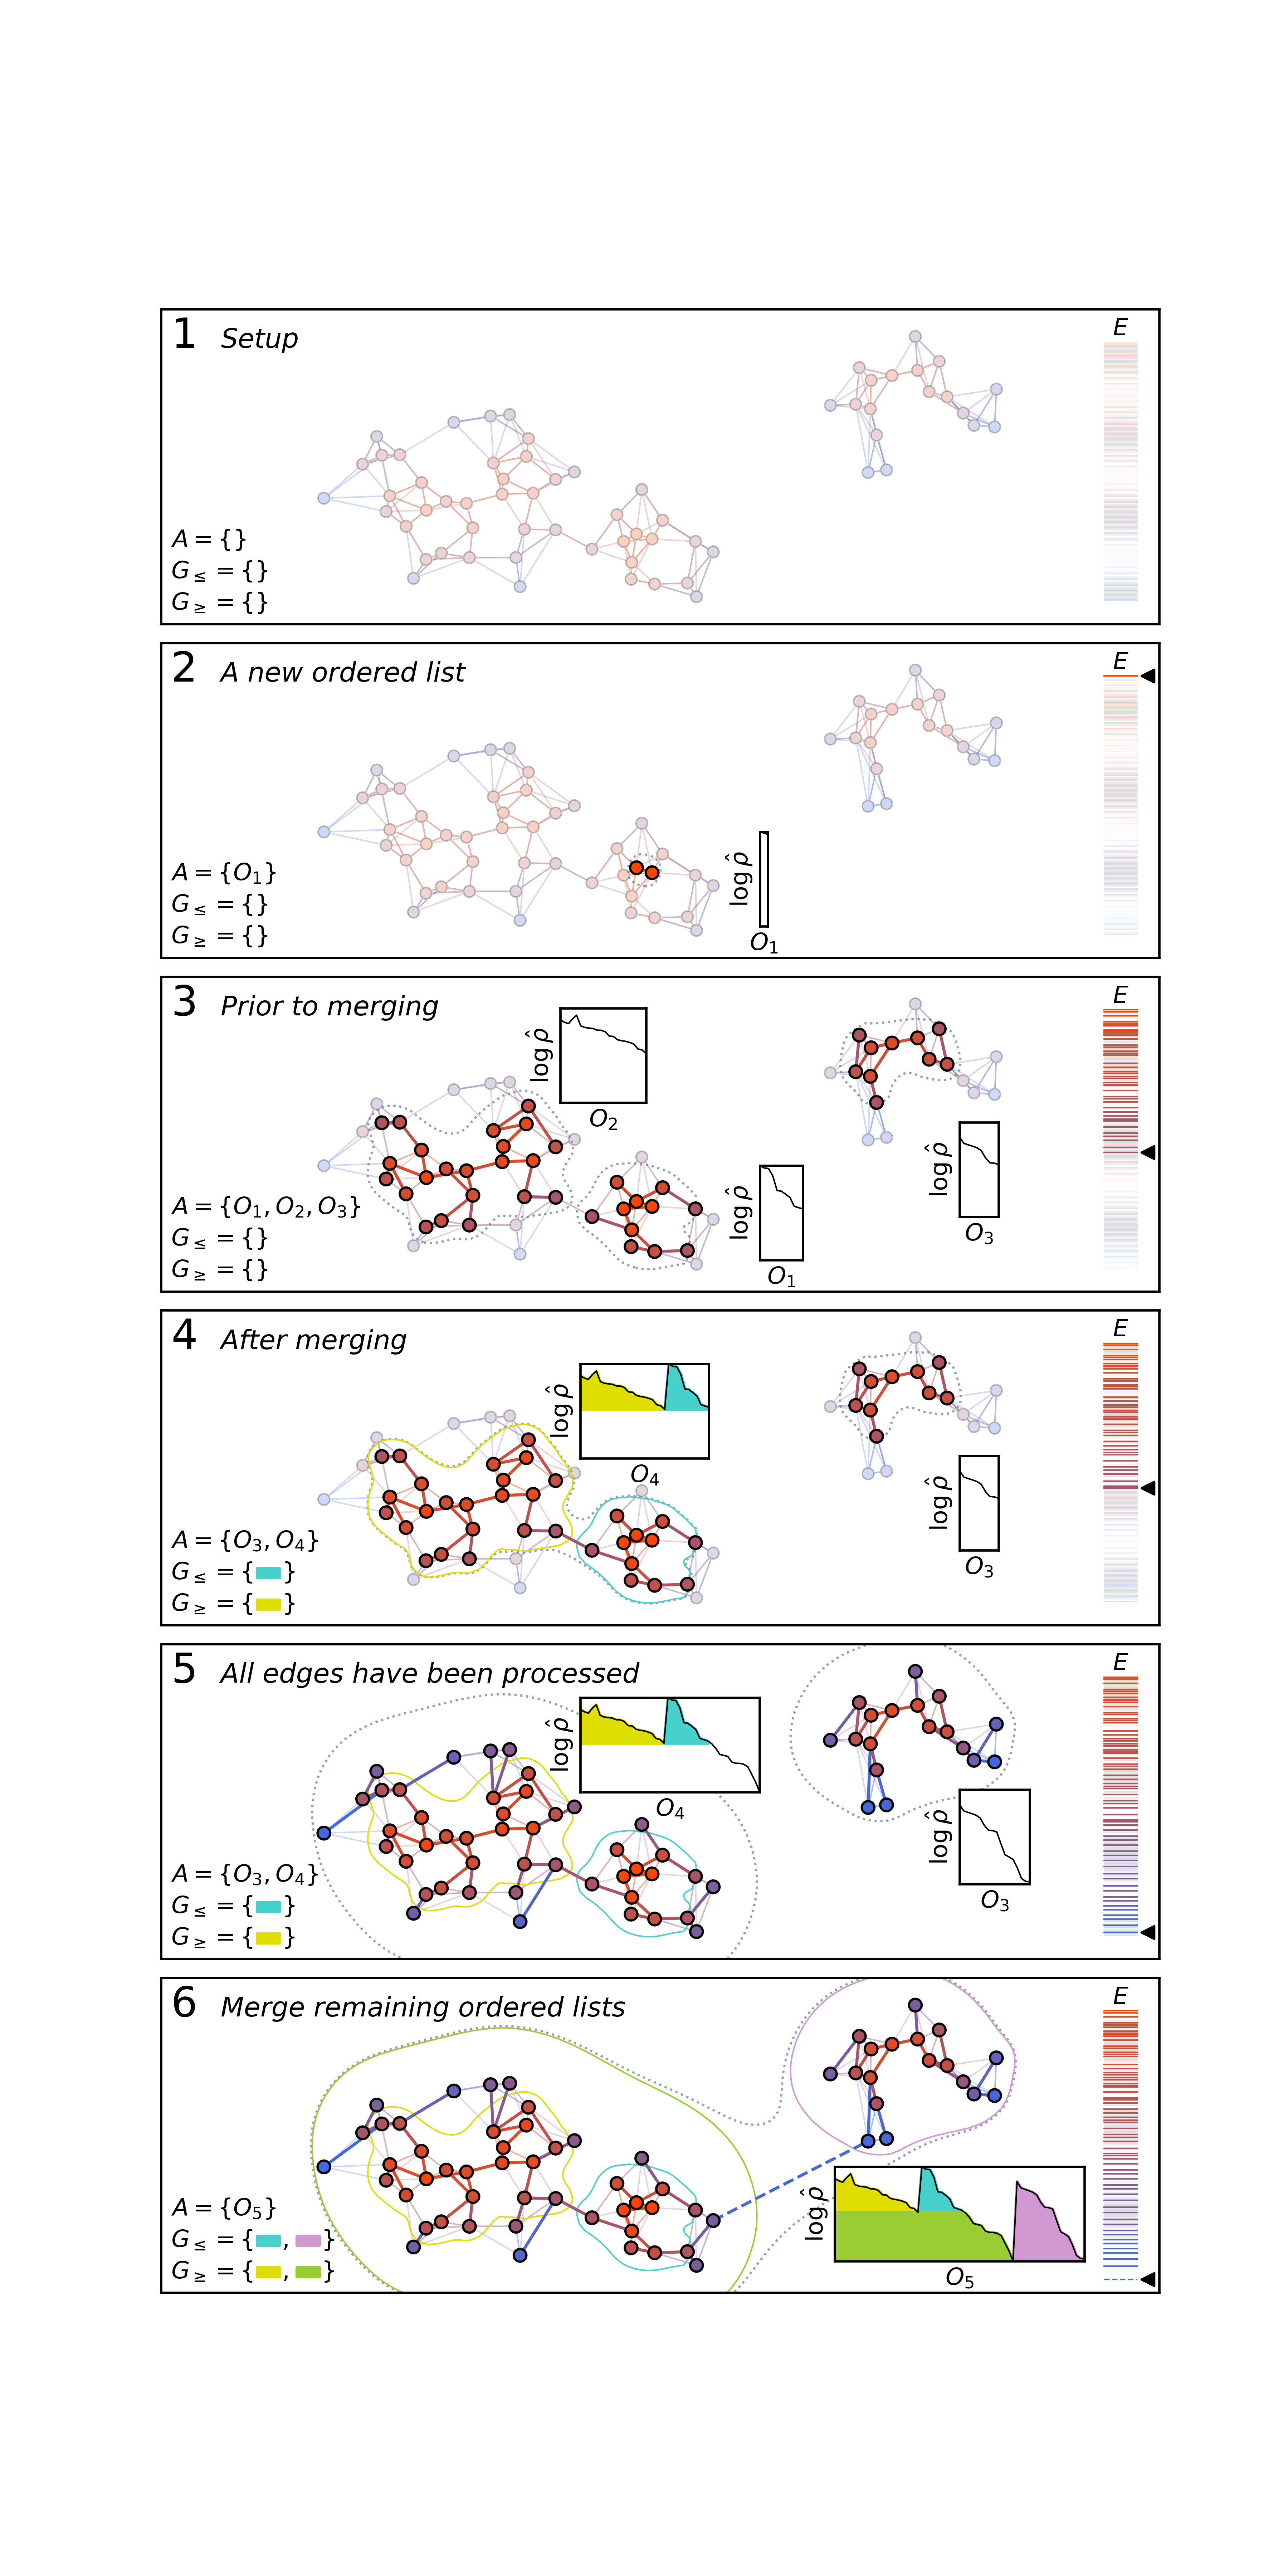 1 Setup
E
A = {}
G≤ = {}
G≥ = {}
2 A new ordered list
E
log ρ̂
O₁
A = {O₁}
G≤ = {}
G≥ = {}
3 Prior to merging
E
log ρ̂
O₂
log ρ̂
O₁
log ρ̂
O₃
A = {O₁, O₂, O₃}
G≤ = {}
G≥ = {}
4 After merging
E
log ρ̂
O₄
log ρ̂
O₃
A = {O₃, O₄}
G≤ = { }
G≥ = { }
5 All edges have been processed
E
log ρ̂
O₄
log ρ̂
O₃
A = {O₃, O₄}
G≤ = { }
G≥ = { }
6 Merge remaining ordered lists
E
log ρ̂
O₅
A = {O₅}
G≤ = { , }
G≥ = { , }